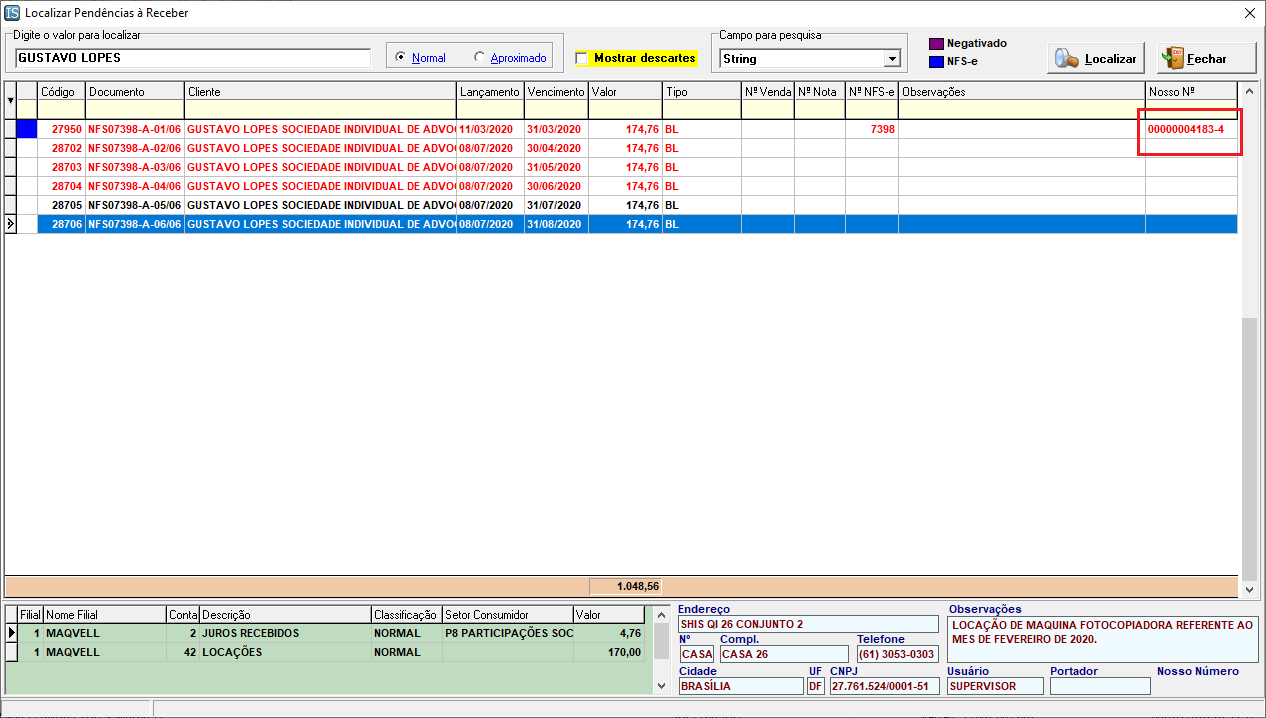 IS Localizar Pendências à Receber
Digite o valor para localizar
GUSTAVO LOPES
Normal Aproximado
Mostrar descartes
Campo para pesquisa
String
Negativado
NFS-e
Localizar
Fechar
Código Documento Cliente Lançamento Vencimento Valor Tipo Nº Venda Nº Nota Nº NFS-e Observações Nosso Nº
27950 NFS07398-A-01/06 GUSTAVO LOPES SOCIEDADE INDIVIDUAL DE ADVO 11/03/2020 31/03/2020 174,76 BL 7398 00000004183-4
28702 NFS07398-A-02/06 GUSTAVO LOPES SOCIEDADE INDIVIDUAL DE ADVO 08/07/2020 30/04/2020 174,76 BL
28703 NFS07398-A-03/06 GUSTAVO LOPES SOCIEDADE INDIVIDUAL DE ADVO 08/07/2020 31/05/2020 174,76 BL
28704 NFS07398-A-04/06 GUSTAVO LOPES SOCIEDADE INDIVIDUAL DE ADVO 08/07/2020 30/06/2020 174,76 BL
28705 NFS07398-A-05/06 GUSTAVO LOPES SOCIEDADE INDIVIDUAL DE ADVO 08/07/2020 31/07/2020 174,76 BL
28706 NFS07398-A-06/06 GUSTAVO LOPES SOCIEDADE INDIVIDUAL DE ADVO 08/07/2020 31/08/2020 174,76 BL
1.048,56
Filial Nome Filial Conta Descrição Classificação Setor Consumidor Valor
1 MAQVELL 2 JUROS RECEBIDOS NORMAL P8 PARTICIPAÇÕES SOC 4,76
1 MAQVELL 42 LOCAÇÕES NORMAL 170,00
Endereço
SHIS QI 26 CONJUNTO 2
Nº Compl. Telefone
CASA CASA 26 (61) 3053-0303
Cidade UF CNPJ
BRASÍLIA DF 27.761.524/0001-51
Observações
LOCAÇÃO DE MAQUINA FOTOCOPIADORA REFERENTE AO
MES DE FEVEREIRO DE 2020.
Usuário Portador Nosso Número
SUPERVISOR